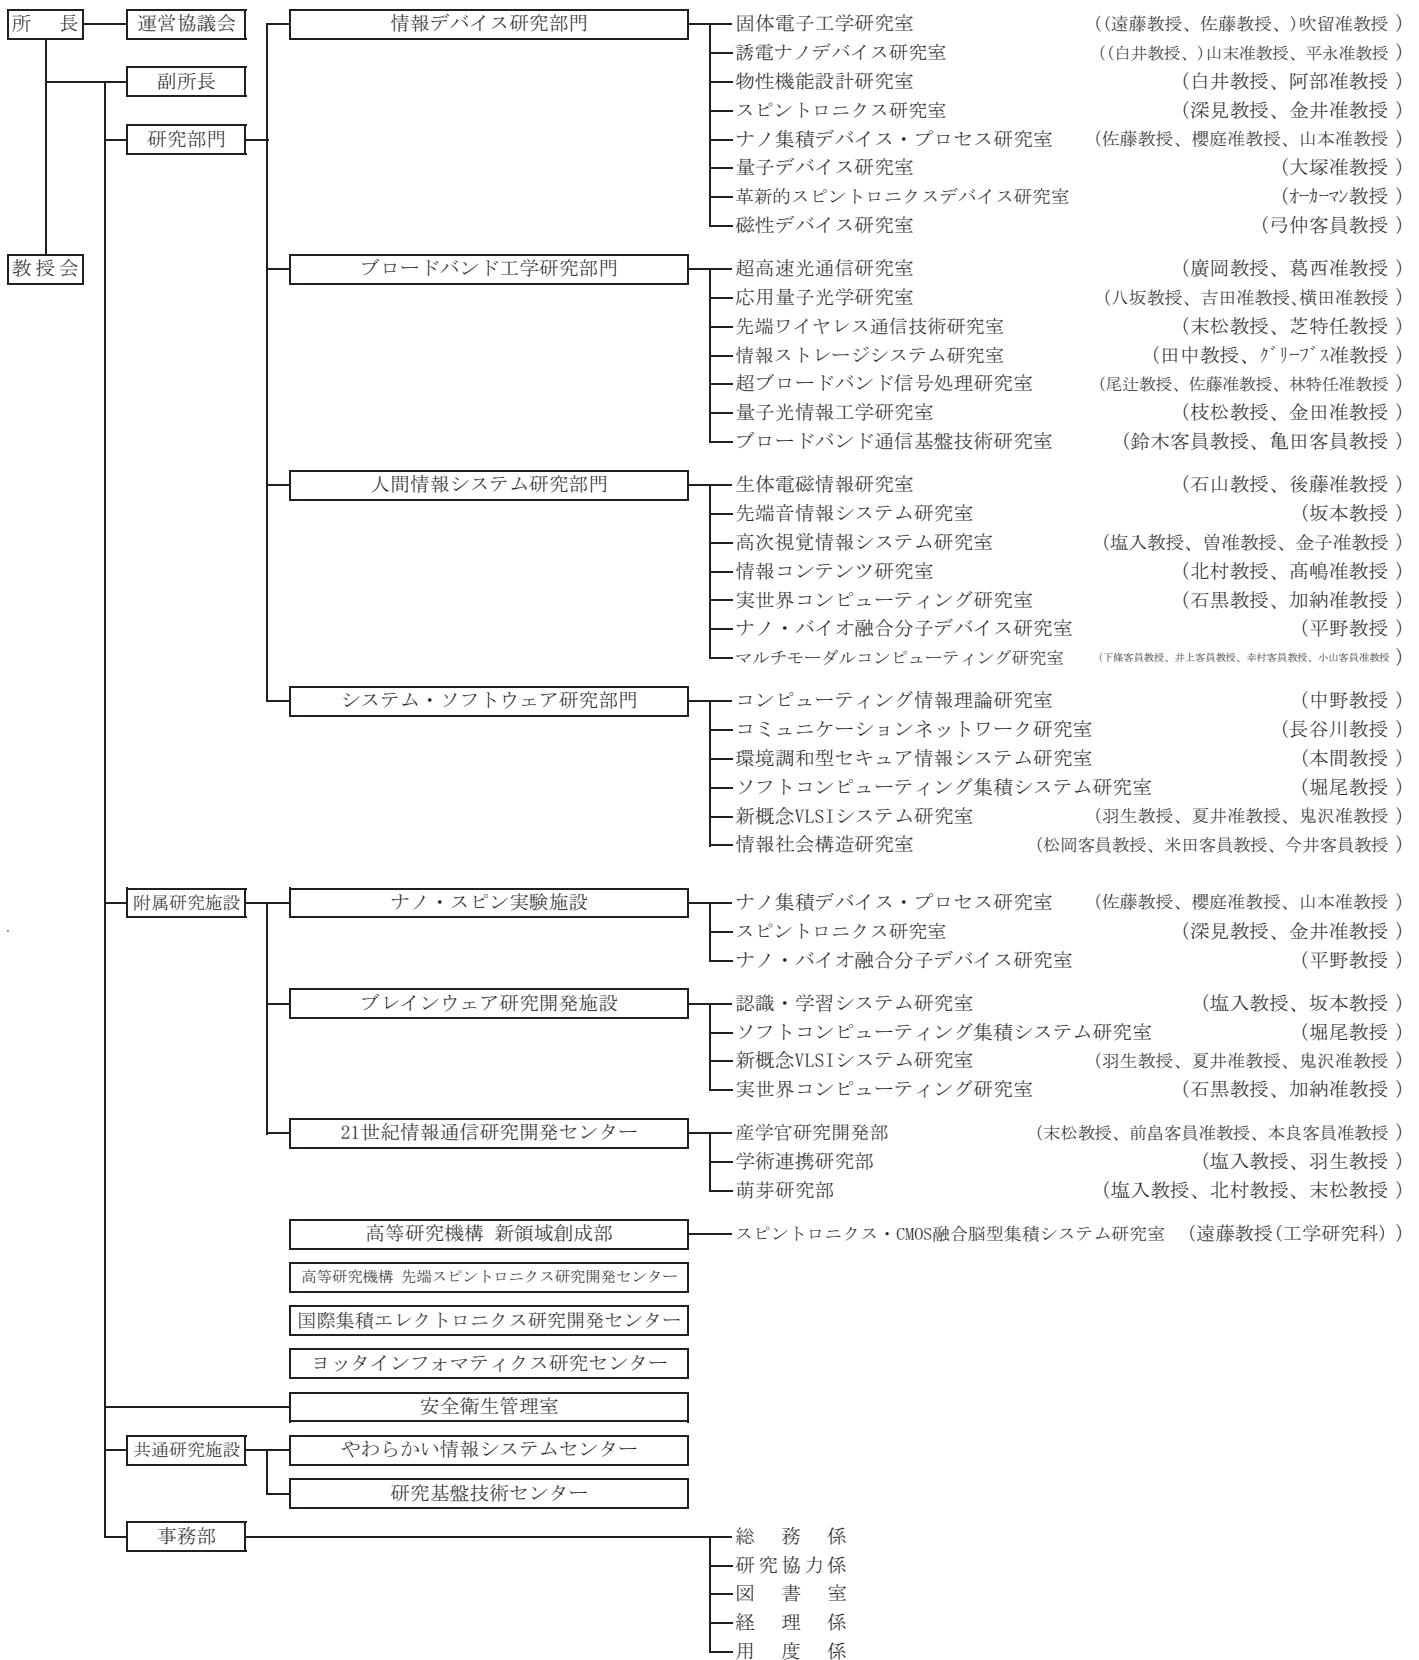 所　長 運営協議会 情報デバイス研究部門 固体電子工学研究室 ((遠藤教授、佐藤教授、)吹留准教授 )
誘電ナノデバイス研究室 ((白井教授、)山末准教授、平永准教授 )
副所長 物性機能設計研究室 (白井教授、阿部准教授 )
スピントロニクス研究室 (深見教授、金井准教授 )
研究部門 ナノ集積デバイス・プロセス研究室 (佐藤教授、櫻庭准教授、山本准教授 )
量子デバイス研究室 (大塚准教授 )
革新的スピントロニクスデバイス研究室 (ｵｰｶｰﾏﾝ教授 )
磁性デバイス研究室 (弓仲客員教授 )
教授会 ブロードバンド工学研究部門 超高速光通信研究室 (廣岡教授、葛西准教授 )
応用量子光学研究室 (八坂教授、吉田准教授、横田准教授 )
先端ワイヤレス通信技術研究室 (末松教授、芝特任教授 )
情報ストレージシステム研究室 (田中教授、ｸﾞﾘｰﾌﾞｽ准教授 )
超ブロードバンド信号処理研究室 (尾辻教授、佐藤准教授、林特任准教授 )
量子光情報工学研究室 (枝松教授、金田准教授 )
ブロードバンド通信基盤技術研究室 (鈴木客員教授、亀田客員教授 )
人間情報システム研究部門 生体電磁情報研究室 (石山教授、後藤准教授 )
先端音情報システム研究室 (坂本教授 )
高次視覚情報システム研究室 (塩入教授、曽准教授、金子准教授 )
情報コンテンツ研究室 (北村教授、髙嶋准教授 )
実世界コンピューティング研究室 (石黒教授、加納准教授 )
ナノ・バイオ融合分子デバイス研究室 (平野教授 )
マルチモーダルコンピューティング研究室 (下條客員教授、井上客員教授、幸村客員教授、小山客員准教授 )
システム・ソフトウェア研究部門 コンピューティング情報理論研究室 (中野教授 )
コミュニケーションネットワーク研究室 (長谷川教授 )
環境調和型セキュア情報システム研究室 (本間教授 )
ソフトコンピューティング集積システム研究室 (堀尾教授 )
新概念VLSIシステム研究室 (羽生教授、夏井准教授、鬼沢准教授 )
情報社会構造研究室 (松岡客員教授、米田客員教授、今井客員教授 )
附属研究施設 ナノ・スピン実験施設 ナノ集積デバイス・プロセス研究室 (佐藤教授、櫻庭准教授、山本准教授 )
スピントロニクス研究室 (深見教授、金井准教授 )
ナノ・バイオ融合分子デバイス研究室 (平野教授 )
ブレインウェア研究開発施設 認識・学習システム研究室 (塩入教授、坂本教授 )
ソフトコンピューティング集積システム研究室 (堀尾教授 )
新概念VLSIシステム研究室 (羽生教授、夏井准教授、鬼沢准教授 )
実世界コンピューティング研究室 (石黒教授、加納准教授 )
21世紀情報通信研究開発センター 産学官研究開発部 (末松教授、前畠客員准教授、本良客員准教授 )
学術連携研究部 (塩入教授、羽生教授 )
萌芽研究部 (塩入教授、北村教授、末松教授 )
高等研究機構 新領域創成部 スピントロニクス・CMOS融合脳型集積システム研究室 (遠藤教授(工学研究科) )
高等研究機構 先端スピントロニクス研究開発センター
国際集積エレクトロニクス研究開発センター
ヨッタインフォマティクス研究センター
安全衛生管理室
共通研究施設 やわらかい情報システムセンター
研究基盤技術センター
事務部 総　務　係
研究協力係
図　書　室
経　理　係
用　度　係